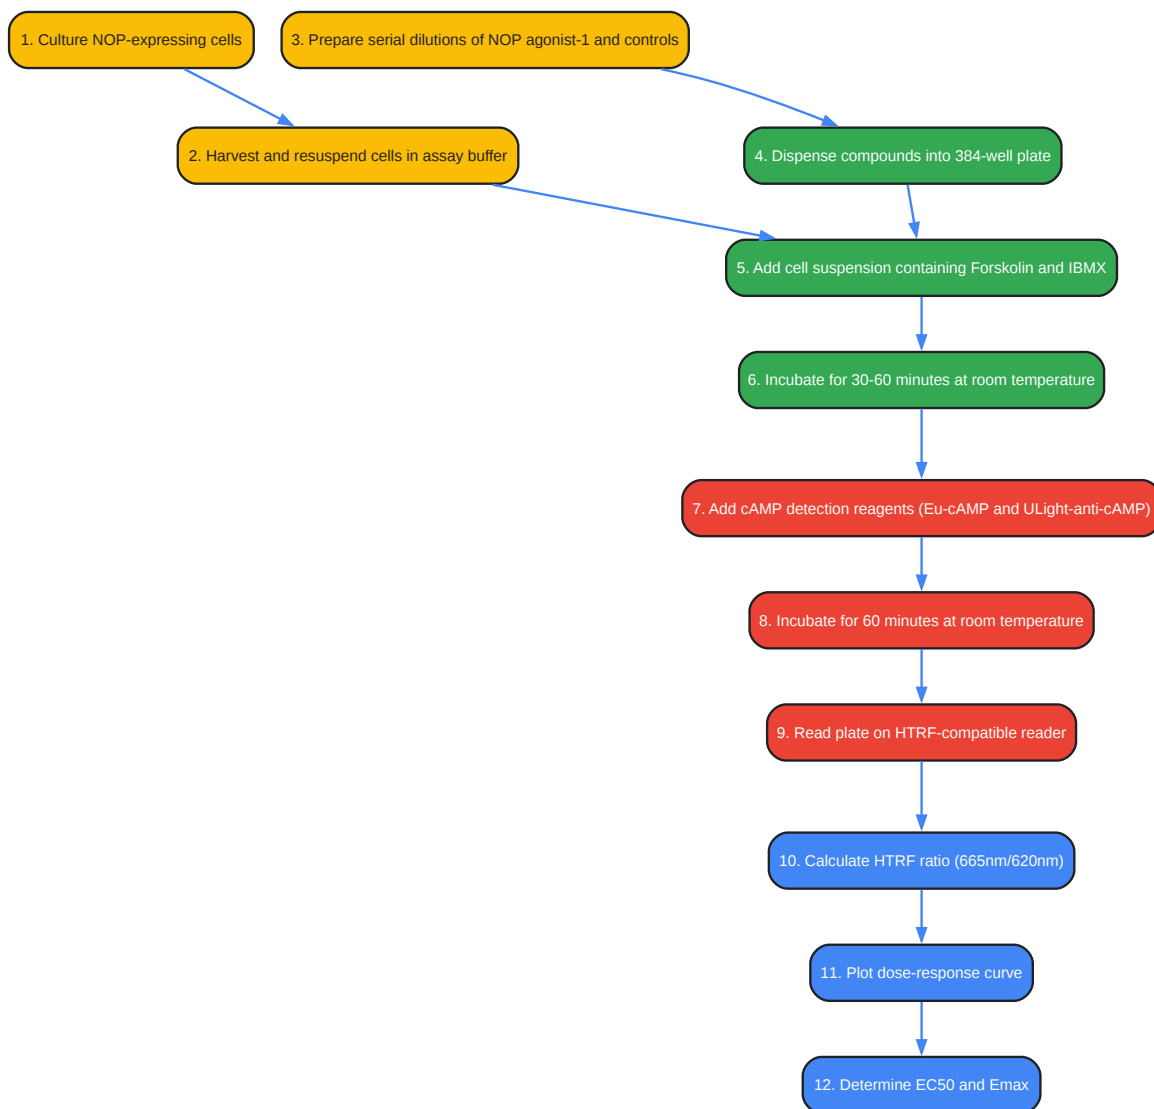 1. Culture NOP-expressing cells
3. Prepare serial dilutions of NOP agonist-1 and controls
2. Harvest and resuspend cells in assay buffer
4. Dispense compounds into 384-well plate
5. Add cell suspension containing Forskolin and IBMX
6. Incubate for 30-60 minutes at room temperature
7. Add cAMP detection reagents (Eu-cAMP and ULight-anti-cAMP)
8. Incubate for 60 minutes at room temperature
9. Read plate on HTRF-compatible reader
10. Calculate HTRF ratio (665nm/620nm)
11. Plot dose-response curve
12. Determine EC50 and Emax